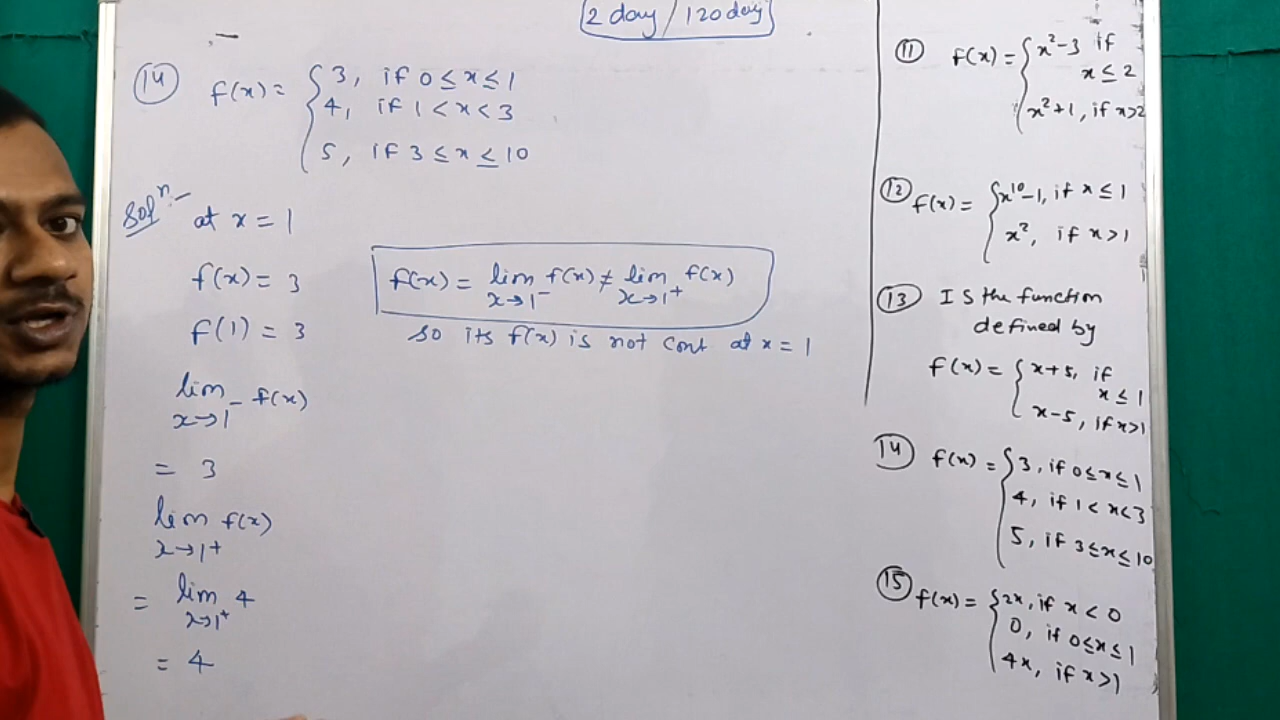 2 day / 120 day
14 f(x) = { 3, if 0 ≤ x ≤ 1
4, if 1 < x < 3
5, if 3 ≤ x ≤ 10
Solⁿ:- at x = 1
f(x) = 3
f(1) = 3
lim x→1⁻ f(x)
= 3
lim x→1⁺ f(x)
= lim x→1⁺ 4
= 4
f(x) = lim x→1⁻ f(x) ≠ lim x→1⁺ f(x)
so its f(x) is not cont at x = 1
11 f(x) = { x²-3 if
x ≤ 2
x²+1, if x>2
12 f(x) = { x¹⁰-1, if x ≤ 1
x², if x>1
13 IS the function
defined by
f(x) = { x+5, if
x ≤ 1
x-5, if x>1
14 f(x) = { 3, if 0≤x≤1
4, if 1<x<3
5, if 3≤x≤10
15 f(x) = { 2x, if x < 0
0, if 0≤x≤1
4x, if x>1